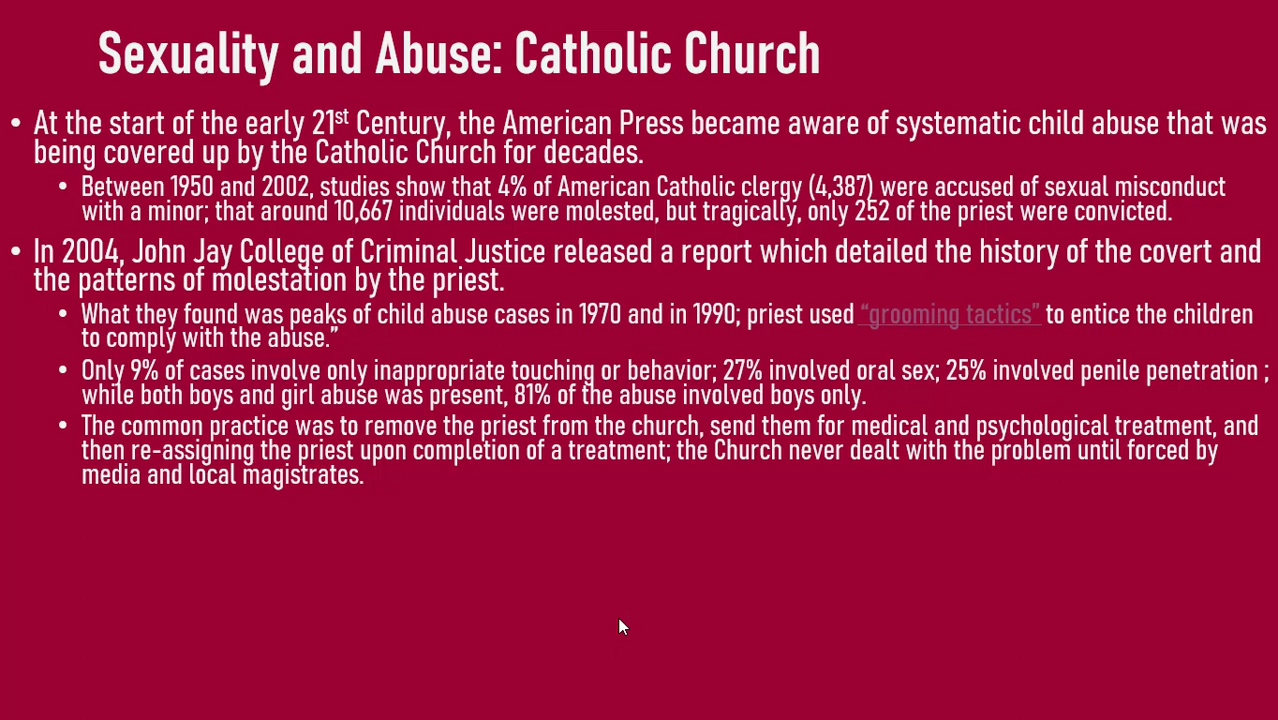 Sexuality and Abuse: Catholic Church
• At the start of the early 21st Century, the American Press became aware of systematic child abuse that was
being covered up by the Catholic Church for decades.
• Between 1950 and 2002, studies show that 4% of American Catholic clergy (4,387) were accused of sexual misconduct
with a minor; that around 10,667 individuals were molested, but tragically, only 252 of the priest were convicted.
• In 2004, John Jay College of Criminal Justice released a report which detailed the history of the covert and
the patterns of molestation by the priest.
• What they found was peaks of child abuse cases in 1970 and in 1990; priest used “grooming tactics” to entice the children
to comply with the abuse.”
• Only 9% of cases involve only inappropriate touching or behavior; 27% involved oral sex; 25% involved penile penetration ;
while both boys and girl abuse was present, 81% of the abuse involved boys only.
• The common practice was to remove the priest from the church, send them for medical and psychological treatment, and
then re-assigning the priest upon completion of a treatment; the Church never dealt with the problem until forced by
media and local magistrates.